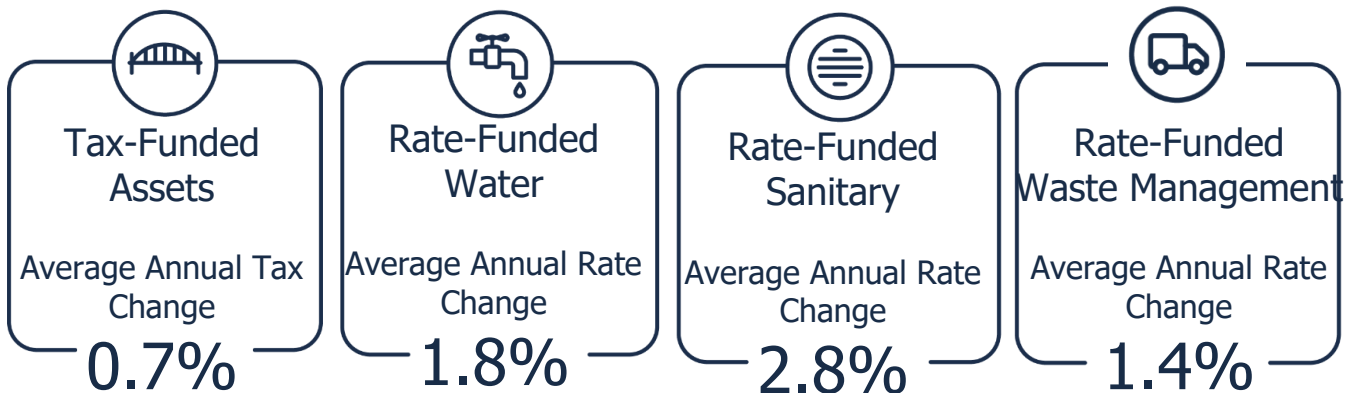 Tax-Funded
Assets
Average Annual Tax
Change
0.7%
Rate-Funded
Water
Average Annual Rate
Change
1.8%
Rate-Funded
Sanitary
Average Annual Rate
Change
2.8%
Rate-Funded
Waste Management
Average Annual Rate
Change
1.4%